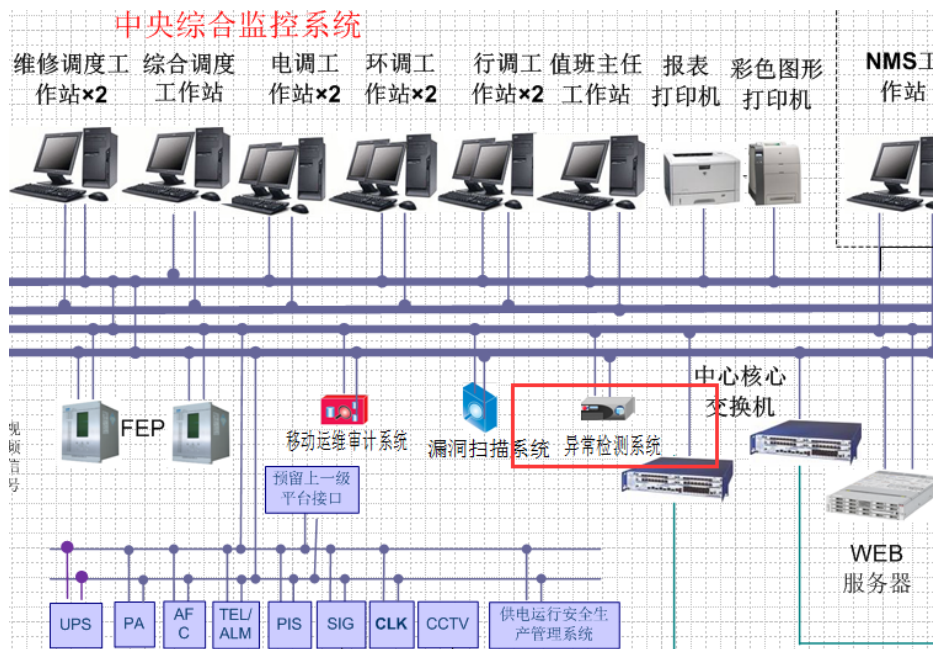 中央综合监控系统
维修调度工
作站×2
综合调度
工作站
电调工
作站×2
环调工
作站×2
行调工
作站×2
值班主任
工作站
报表
打印机
彩色图形
打印机
NMS工
作站
FEP
视
频
信
号
移动运维审计系统
漏洞扫描系统
异常检测系统
中心核心
交换机
预留上一级
平台接口
WEB
服务器
UPS
PA
AF
C
TEL/
ALM
PIS
SIG
CLK
CCTV
供电运行安全生
产管理系统